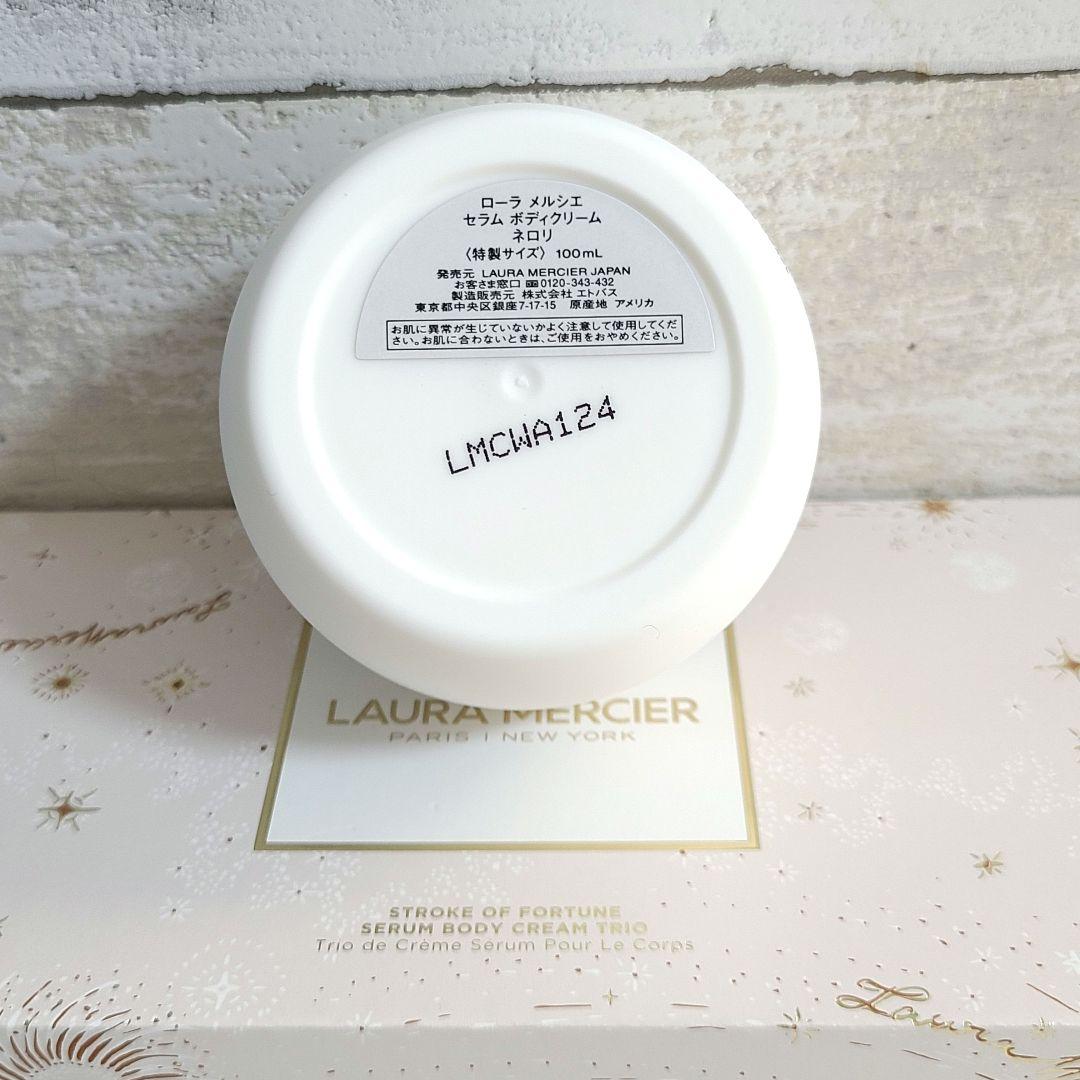 ローラ メルシエ
セラム ボディクリーム
ネロリ
〈特製サイズ〉 100mL
発売元 LAURA MERCIER JAPAN
お客さま窓口 0120-343-432
製造販売元 株式会社 エトバス
東京都中央区銀座7-17-15 原産地 アメリカ
お肌に異常が生じていないかよく注意して使用してくだ
さい。お肌に合わないときは、ご使用をおやめください。
LMCWA124
Laura Mercier
LAURA MERCIER
PARIS | NEW YORK
STROKE OF FORTUNE
SERUM BODY CREAM TRIO
Trio de Crème Sérum Pour Le Corps
Laura